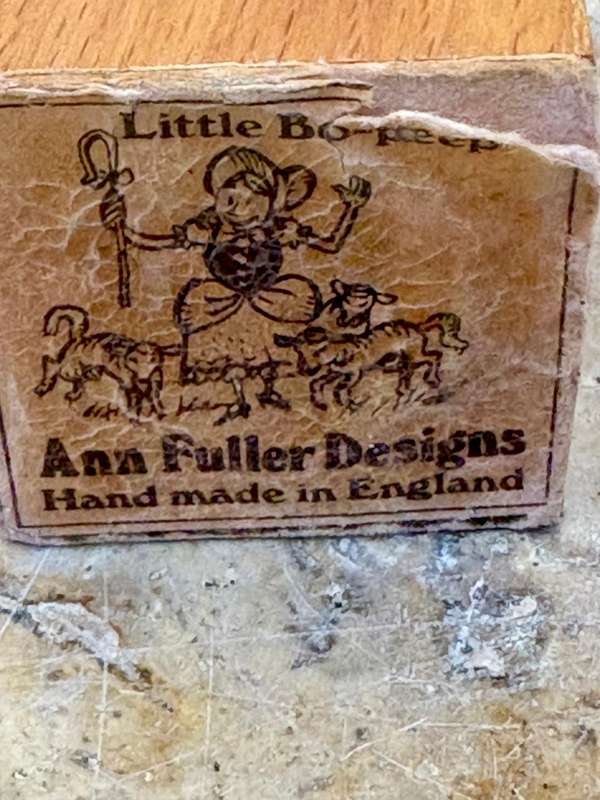 Little Bo-peep.
Ann Fuller Designs
Hand made in England